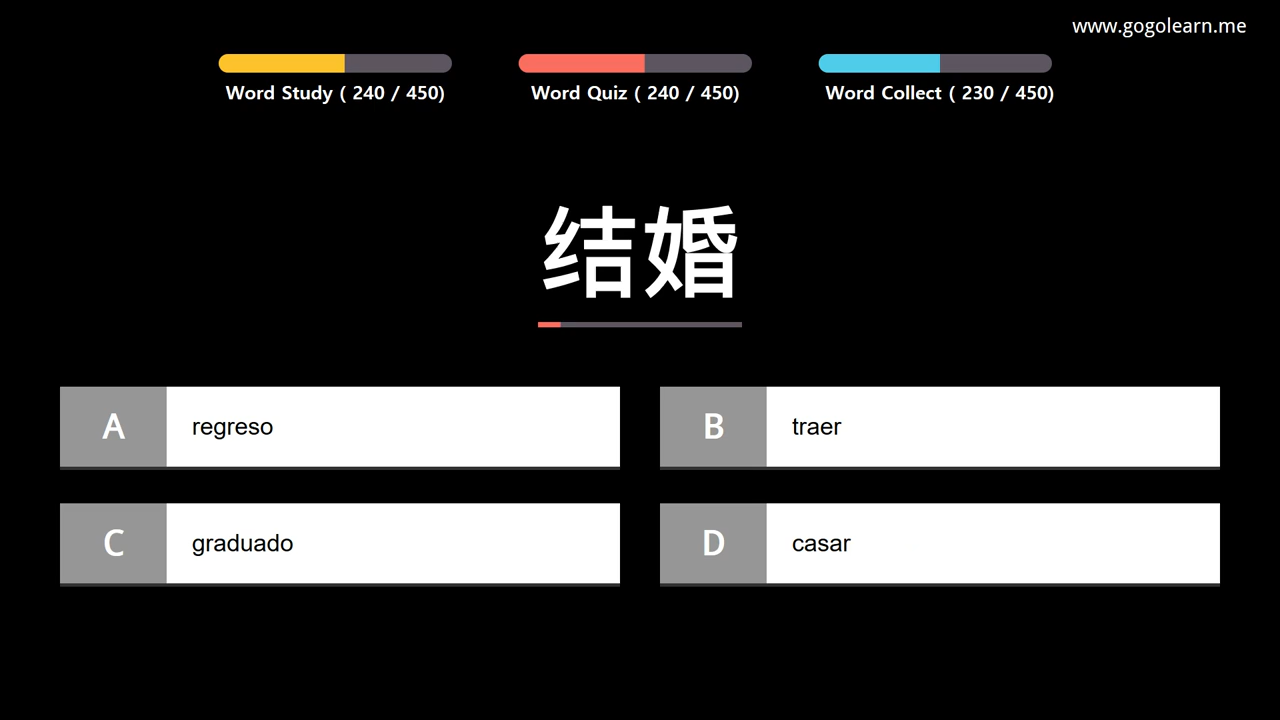 www.gogolearn.me
Word Study ( 240 / 450)
Word Quiz ( 240 / 450)
Word Collect ( 230 / 450)
结婚
A regreso
B traer
C graduado
D casar